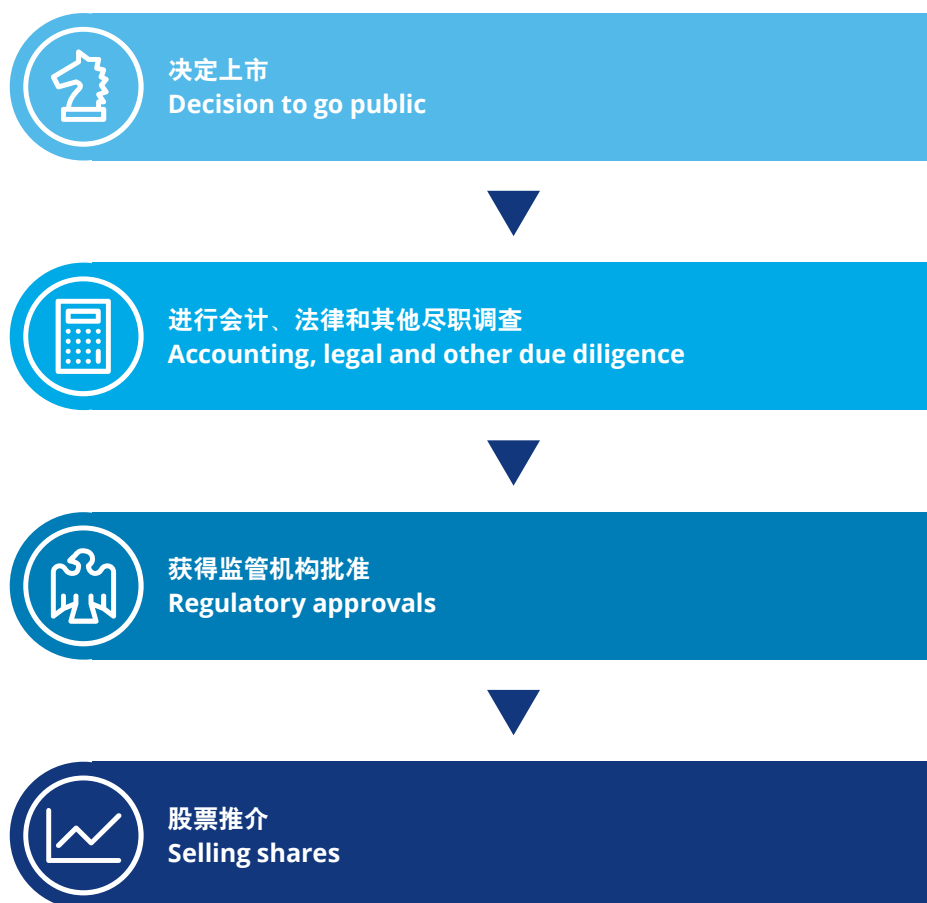 决定上市
Decision to go public
进行会计、法律和其他尽职调查
Accounting, legal and other due diligence
获得监管机构批准
Regulatory approvals
股票推介
Selling shares